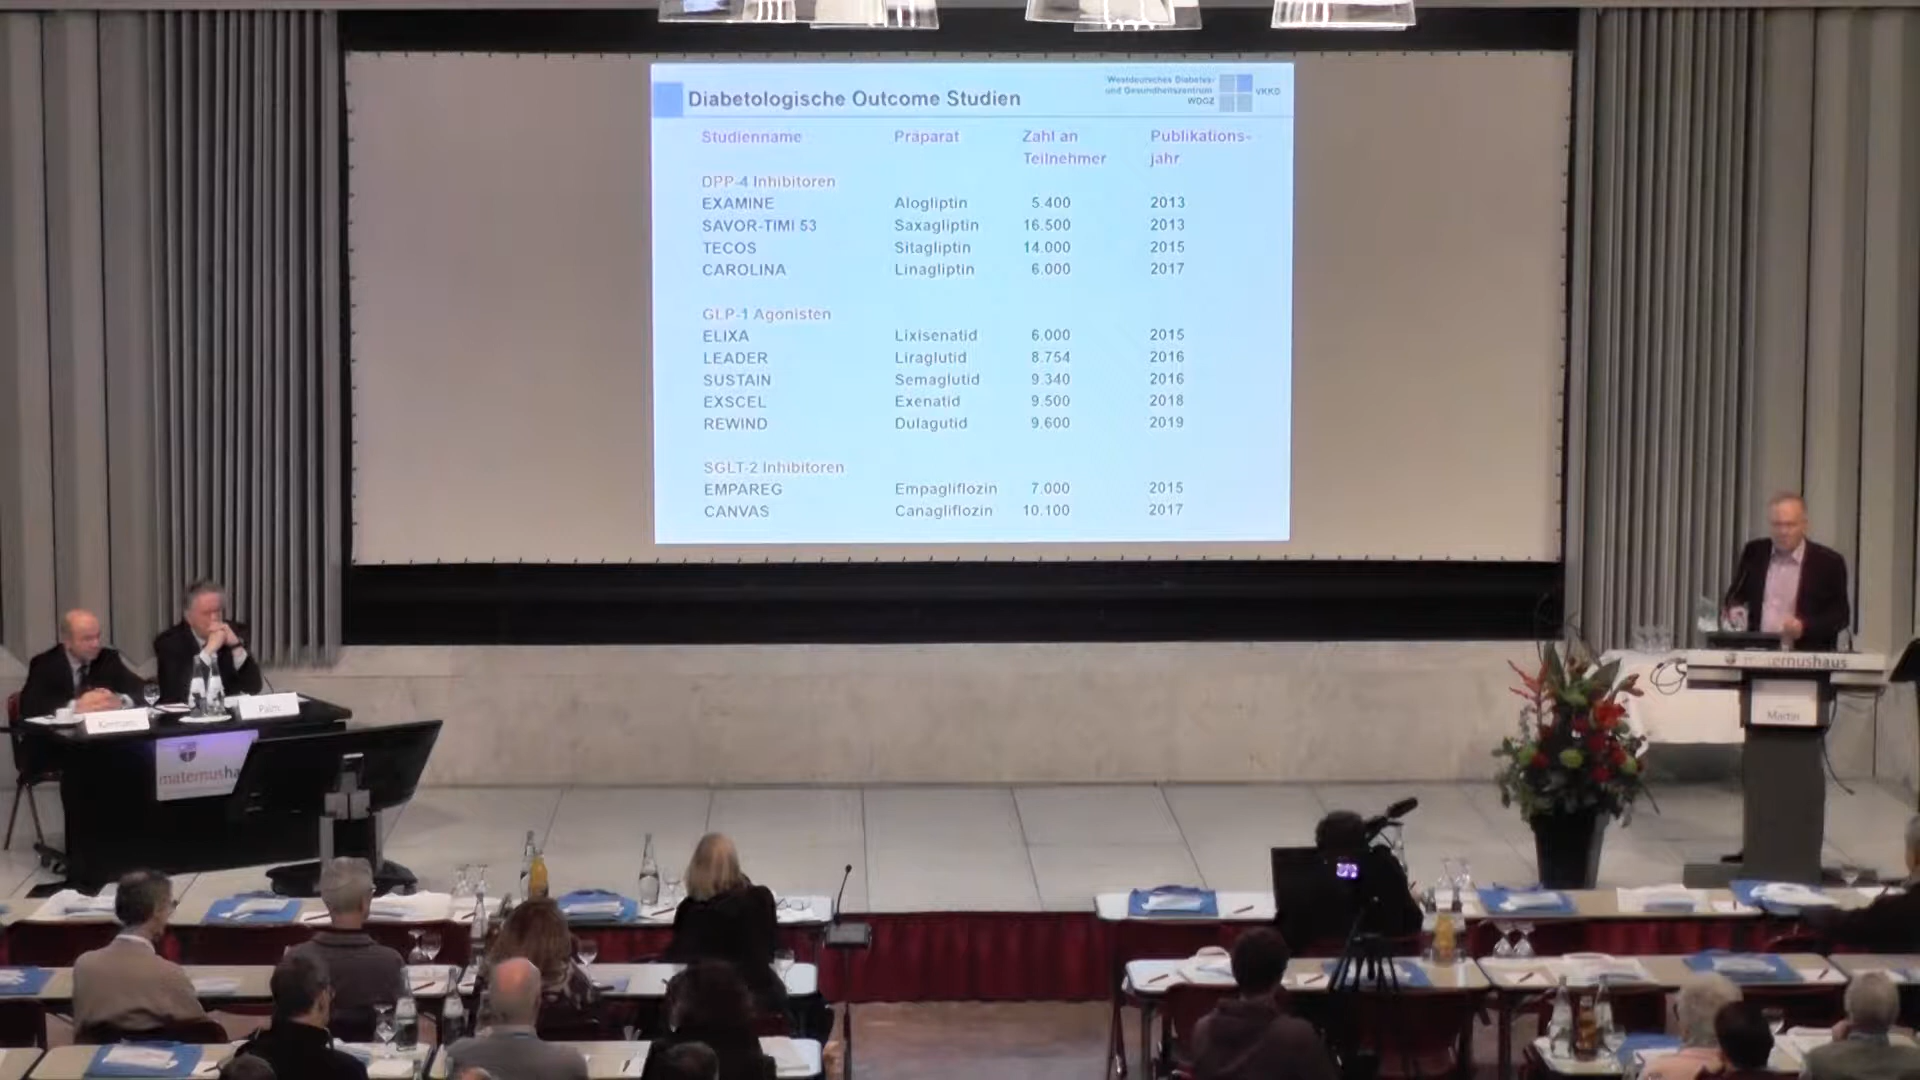 Diabetologische Outcome Studien
Westdeutsches Diabetes-
und Gesundheitszentrum
WDGZ
VKKD
Studienname Präparat Zahl an Teilnehmer Publikations-jahr
DPP-4 Inhibitoren
EXAMINE Alogliptin 5.400 2013
SAVOR-TIMI 53 Saxagliptin 16.500 2013
TECOS Sitagliptin 14.000 2015
CAROLINA Linagliptin 6.000 2017
GLP-1 Agonisten
ELIXA Lixisenatid 6.000 2015
LEADER Liraglutid 8.754 2016
SUSTAIN Semaglutid 9.340 2016
EXSCEL Exenatid 9.500 2018
REWIND Dulagutid 9.600 2019
SGLT-2 Inhibitoren
EMPAREG Empagliflozin 7.000 2015
CANVAS Canagliflozin 10.100 2017
maternushaus
Martin
Palm
maternusha